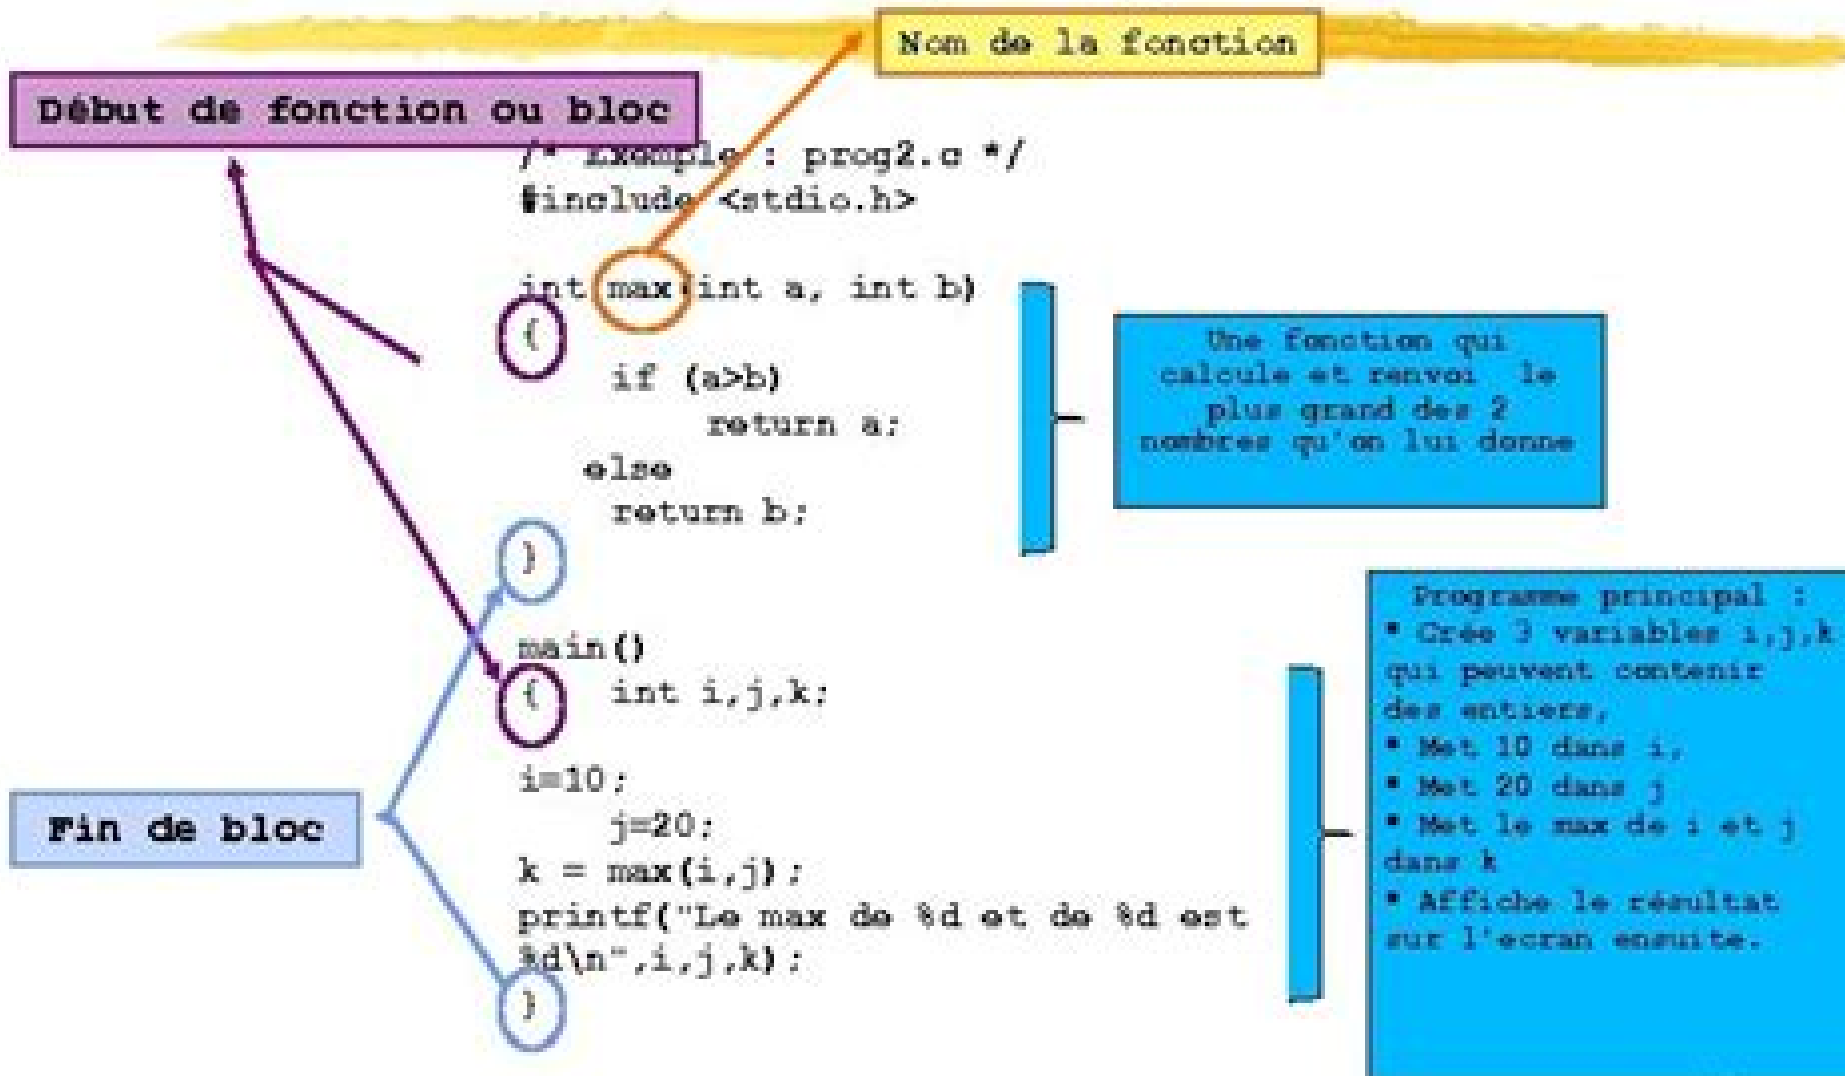 Nom de la fonction
Début de fonction ou bloc
/* Exemple : prog2.c */
#include <stdio.h>
int max(int a, int b)
{
if (a>b)
return a;
else
return b;
}
Une fonction qui
calcule et renvoi le
plus grand des 2
nombres qu'on lui donne
main()
{ int i,j,k;
i=10;
j=20;
k = max(i,j);
printf("Le max de %d et de %d est
%d\n",i,j,k);
}
Fin de bloc
Programme principal :
▪ Crée 3 variables i,j,k
qui peuvent contenir
des entiers,
▪ Met 10 dans i,
▪ Met 20 dans j
▪ Met le max de i et j
dans k
▪ Affiche le résultat
sur l'ecran ensuite.